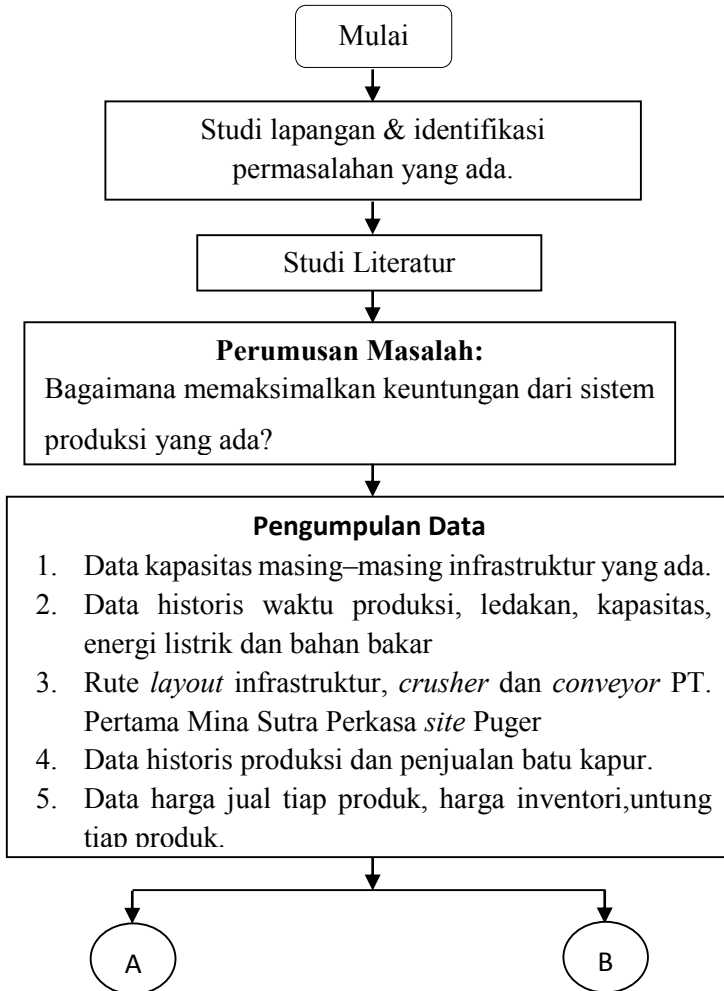 Mulai
Studi lapangan & identifikasi
permasalahan yang ada.
Studi Literatur
Perumusan Masalah:
Bagaimana memaksimalkan keuntungan dari sistem
produksi yang ada?
Pengumpulan Data
1. Data kapasitas masing–masing infrastruktur yang ada.
2. Data historis waktu produksi, ledakan, kapasitas,
energi listrik dan bahan bakar
3. Rute layout infrastruktur, crusher dan conveyor PT.
Pertama Mina Sutra Perkasa site Puger
4. Data historis produksi dan penjualan batu kapur.
5. Data harga jual tiap produk, harga inventori,untung
tiap produk.
A
B